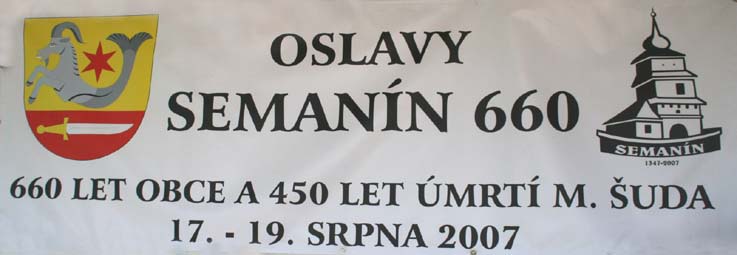 OSLAVY
SEMANÍN 660
SEMANÍN
1347-2007
660 LET OBCE A 450 LET ÚMRTÍ M. ŠUDA
17. - 19. SRPNA 2007